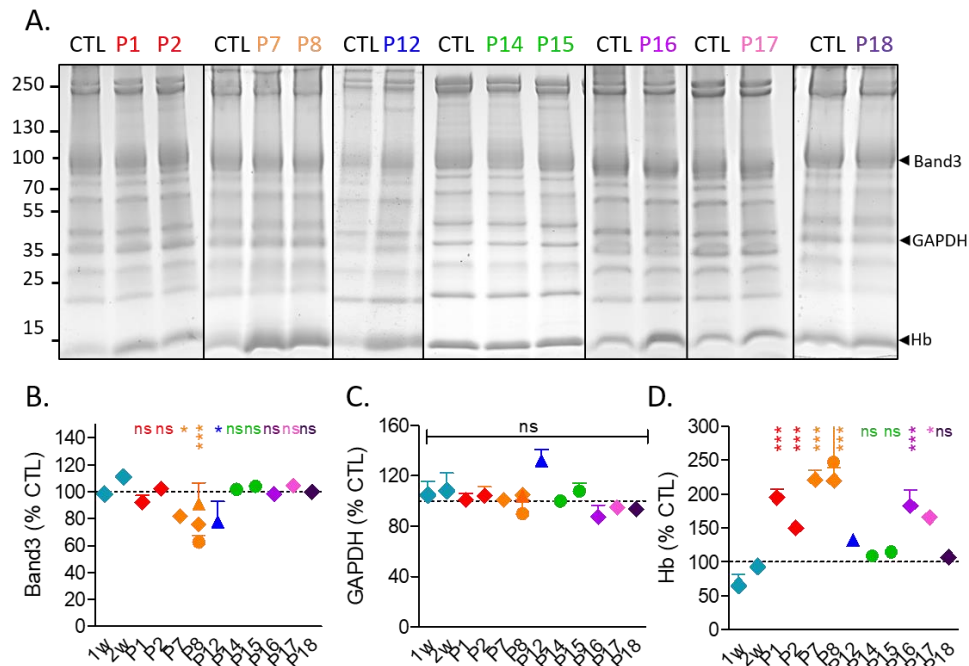 A.
CTL P1 P2 CTL P7 P8 CTL P12 CTL P14 P15 CTL P16 CTL P17 CTL P18
250
130
100
70
55
35
25
15
Band3
GAPDH
Hb
B.
Band3 (% CTL)
140
120
100
80
60
40
20
0
ns ns * *** * ns ns ns ns ns
1w 2w P1 P2 P7 P8 P12 P14 P15 P16 P17 P18
C.
GAPDH (% CTL)
160
120
80
40
0
ns
1w 2w P1 P2 P7 P8 P12 P14 P15 P16 P17 P18
D.
Hb (% CTL)
300
250
200
150
100
50
0
*** *** *** *** ns ns *** * ns
1w 2w P1 P2 P7 P8 P12 P14 P15 P16 P17 P18